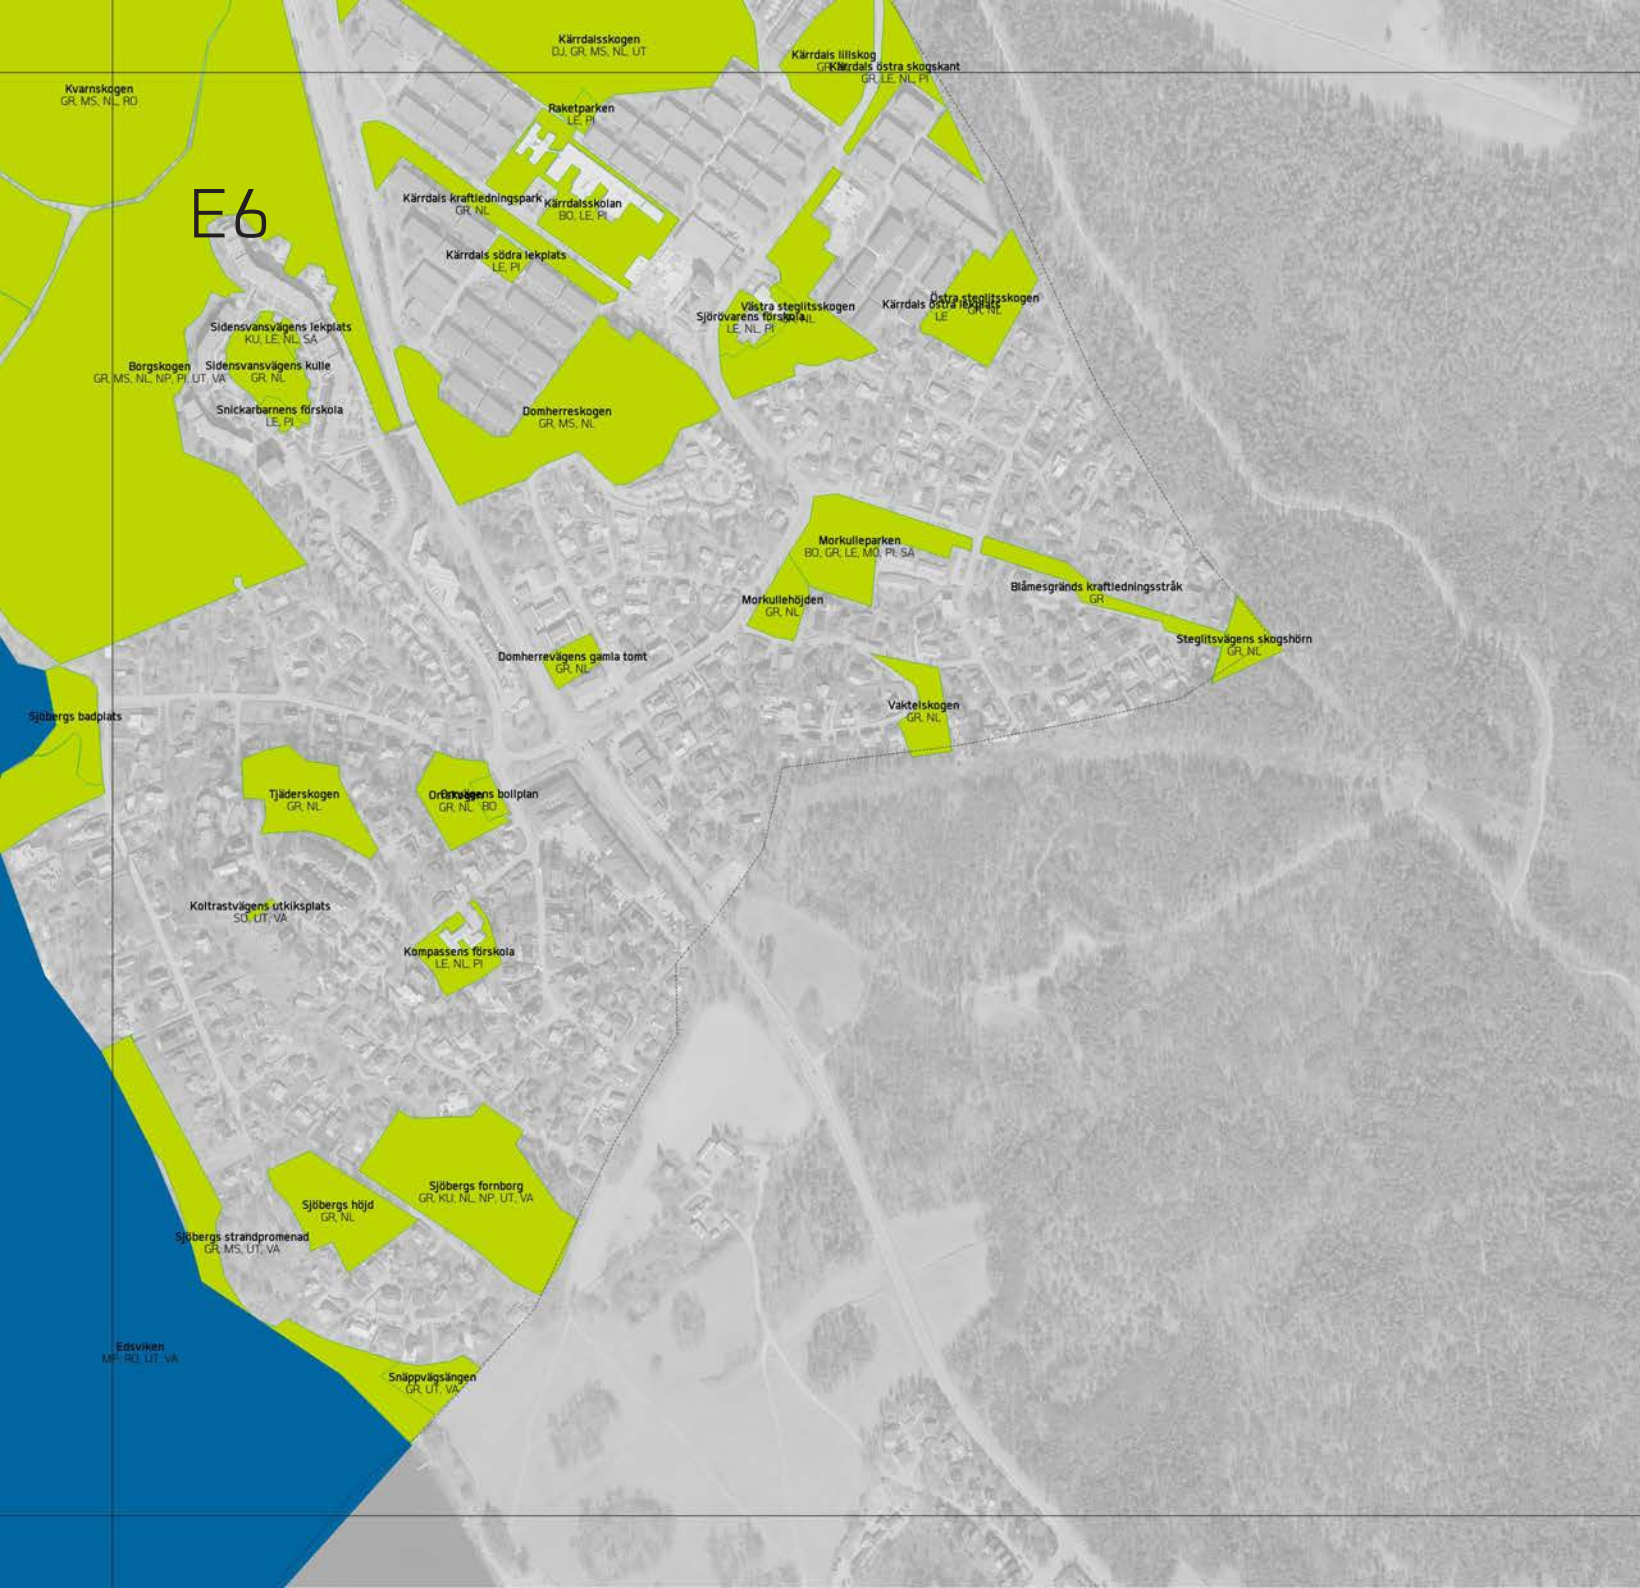 Kärrdalsskogen
DJ, GR, MS, NL, UT
Kärrdals lillskog
Kärrdals östra skogskant
GR, LE, NL, PI
Kvarnskogen
GR, MS, NL, RO
Raketparken
LE, PI
E6
Kärrdals kraftledningspark
GR, NL
Kärrdalsskolan
BO, LE, PI
Kärrdals södra lekplats
LE, PI
Västra steglitsskogen
GR, NL
Sjörövarens förskola
LE, NL, PI
Östra steglitsskogen
GR, NL
Kärrdals östra lekplats
LE
Sidensvansvägens lekplats
KU, LE, NL, SA
Borgskogen
GR, MS, NL, NP, PI, UT, VA
Sidensvansvägens kulle
GR, NL
Snickarbarnens förskola
LE, PI
Domherreskogen
GR, MS, NL
Morkulleparken
BO, GR, LE, MÖ, PI, SA
Morkullehöjden
GR, NL
Blåmesgränds kraftledningsstråk
GR
Steglitsvägens skogshörn
GR, NL
Domherrevägens gamla tomt
GR, NL
Vaktelskogen
GR, NL
Sjöbergs badplats
Tjäderskogen
GR, NL
bollplan
GR, NL
BO
Koltrastvägens utkiksplats
SO, UT, VA
Kompassens förskola
LE, NL, PI
Sjöbergs fornborg
GR, KU, NL, NP, UT, VA
Sjöbergs höjd
GR, NL
Sjöbergs strandpromenad
GR, MS, UT, VA
Edsviken
MP, RO, UT, VA
Snäppvägsängen
GR, UT, VA